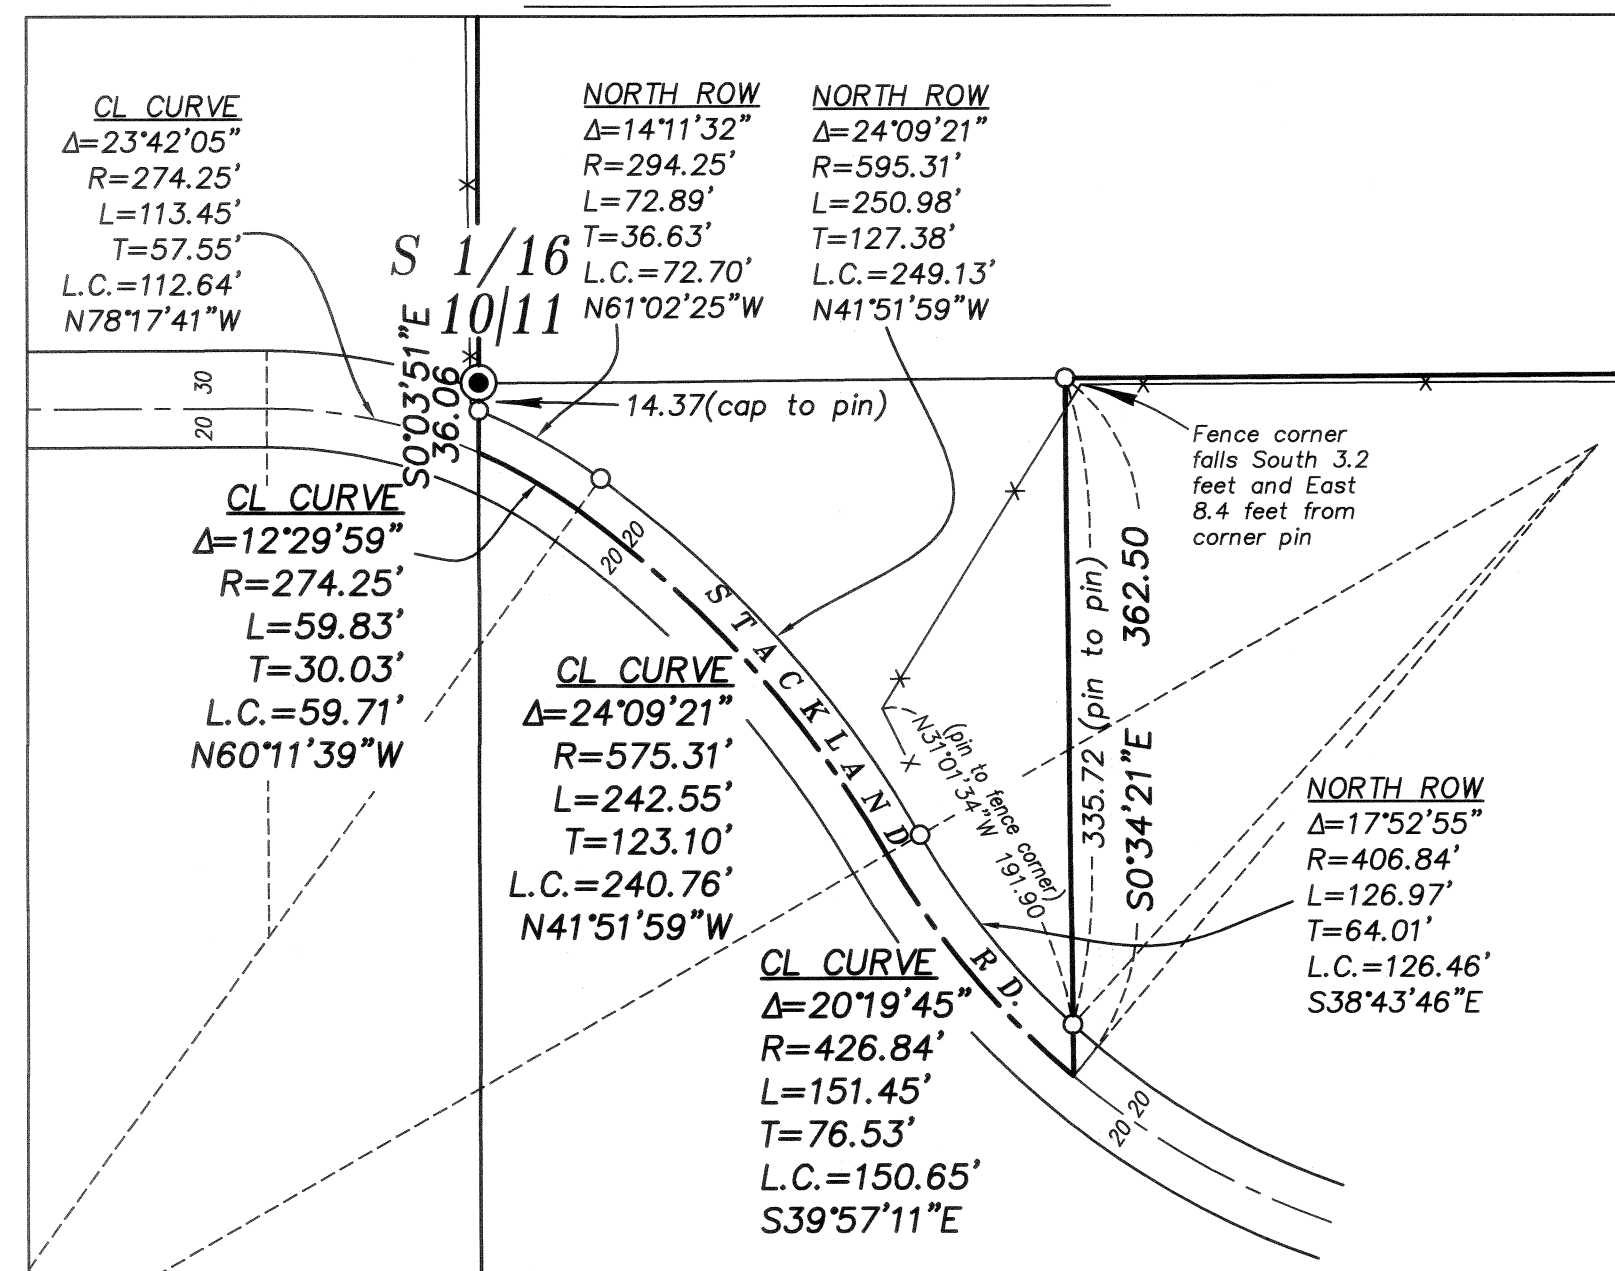 CL CURVE
Δ=23°42'05"
R=274.25'
L=113.45'
T=57.55'
L.C.=112.64'
N78°17'41"W
NORTH ROW
Δ=14°11'32"
R=294.25'
L=72.89'
T=36.63'
L.C.=72.70'
N61°02'25"W
NORTH ROW
Δ=24°09'21"
R=595.31'
L=250.98'
T=127.38'
L.C.=249.13'
N41°51'59"W
S 1/16
10|11
S0°03'51"E
36.06
30
20
14.37(cap to pin)
Fence corner
falls South 3.2
feet and East
8.4 feet from
corner pin
CL CURVE
Δ=12°29'59"
R=274.25'
L=59.83'
T=30.03'
L.C.=59.71'
N60°11'39"W
20
20
STACKLAND RD.
CL CURVE
Δ=24°09'21"
R=575.31'
L=242.55'
T=123.10'
L.C.=240.76'
N41°51'59"W
(pin to fence corner)
N31°01'34"W 191.90
335.72 (pin to pin)
S0°34'21"E 362.50
NORTH ROW
Δ=17°52'55"
R=406.84'
L=126.97'
T=64.01'
L.C.=126.46'
S38°43'46"E
CL CURVE
Δ=20°19'45"
R=426.84'
L=151.45'
T=76.53'
L.C.=150.65'
S39°57'11"E
20
20